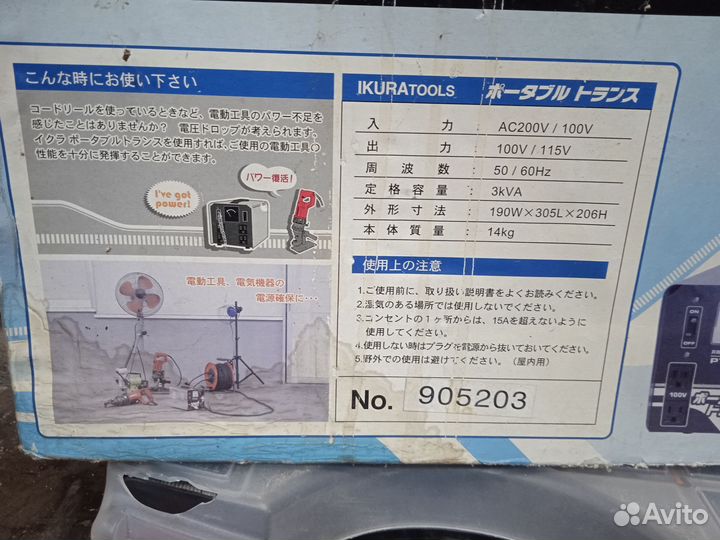 こんな時にお使い下さい
コードリールを使っているときなど、電動工具のパワー不足を
感じたことはありませんか？ 電圧ドロップが考えられます。
イクラ ポータブルトランスを使用すれば、ご使用の電動工具の
性能を十分に発揮することができます。
I've got
power!
パワー復活！
電動工具、電気機器の
電源確保に･･･
IKURATOOLS ポータブル トランス
入力 : AC200V / 100V
出力 : 100V / 115V
周波数 : 50 / 60Hz
定格容量 : 3kVA
外形寸法 : 190W×305L×206H
本体質量 : 14kg
使用上の注意
1.ご使用前に、取り扱い説明書をよくお読みください。
2.湿気のある場所では使用しないでください。
3.コンセントの1ヶ所からは、15Aを超えないように
使用してください。
4.使用しない時はプラグを電源から抜いておいてください。
5.野外での使用は避けてください。（屋内用）
No. 905203
ON
OFF
100V
Avito